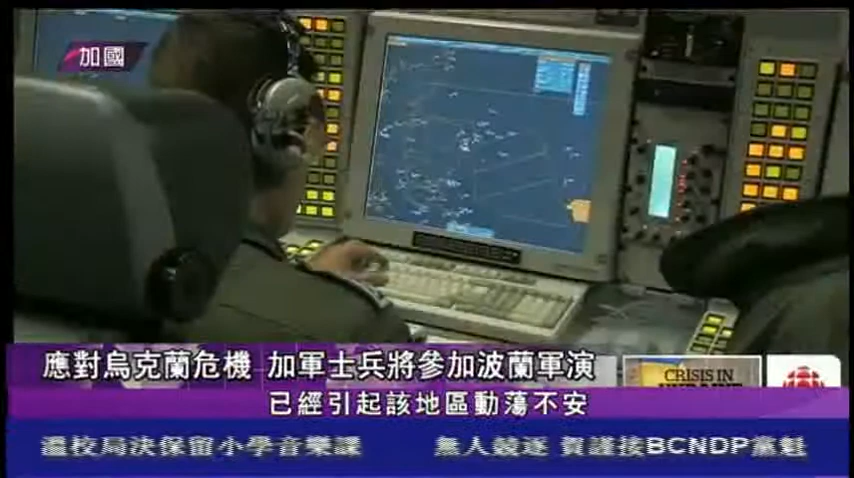 加國
應對烏克蘭危機 加軍士兵將參加波蘭軍演
CRISIS IN
UKRAINE
已經引起該地區動蕩不安
溫校局決保留小學音樂課
無人競逐 賀謹接BCNDP黨魁